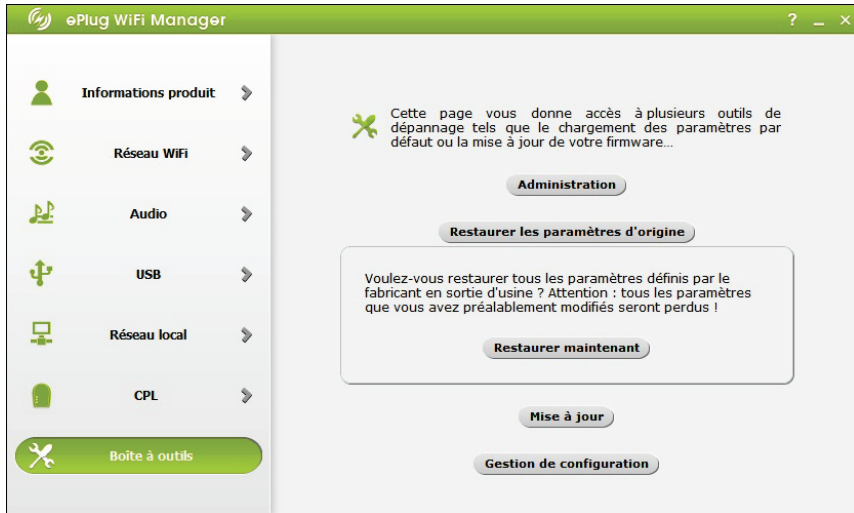 ePlug WiFi Manager
? _ ×
Informations produit
Réseau WiFi
Audio
USB
Réseau local
CPL
Boîte à outils
Cette page vous donne accès à plusieurs outils de
dépannage tels que le chargement des paramètres par
défaut ou la mise à jour de votre firmware...
Administration
Restaurer les paramètres d'origine
Voulez-vous restaurer tous les paramètres définis par le
fabricant en sortie d'usine ? Attention : tous les paramètres
que vous avez préalablement modifiés seront perdus !
Restaurer maintenant
Mise à jour
Gestion de configuration